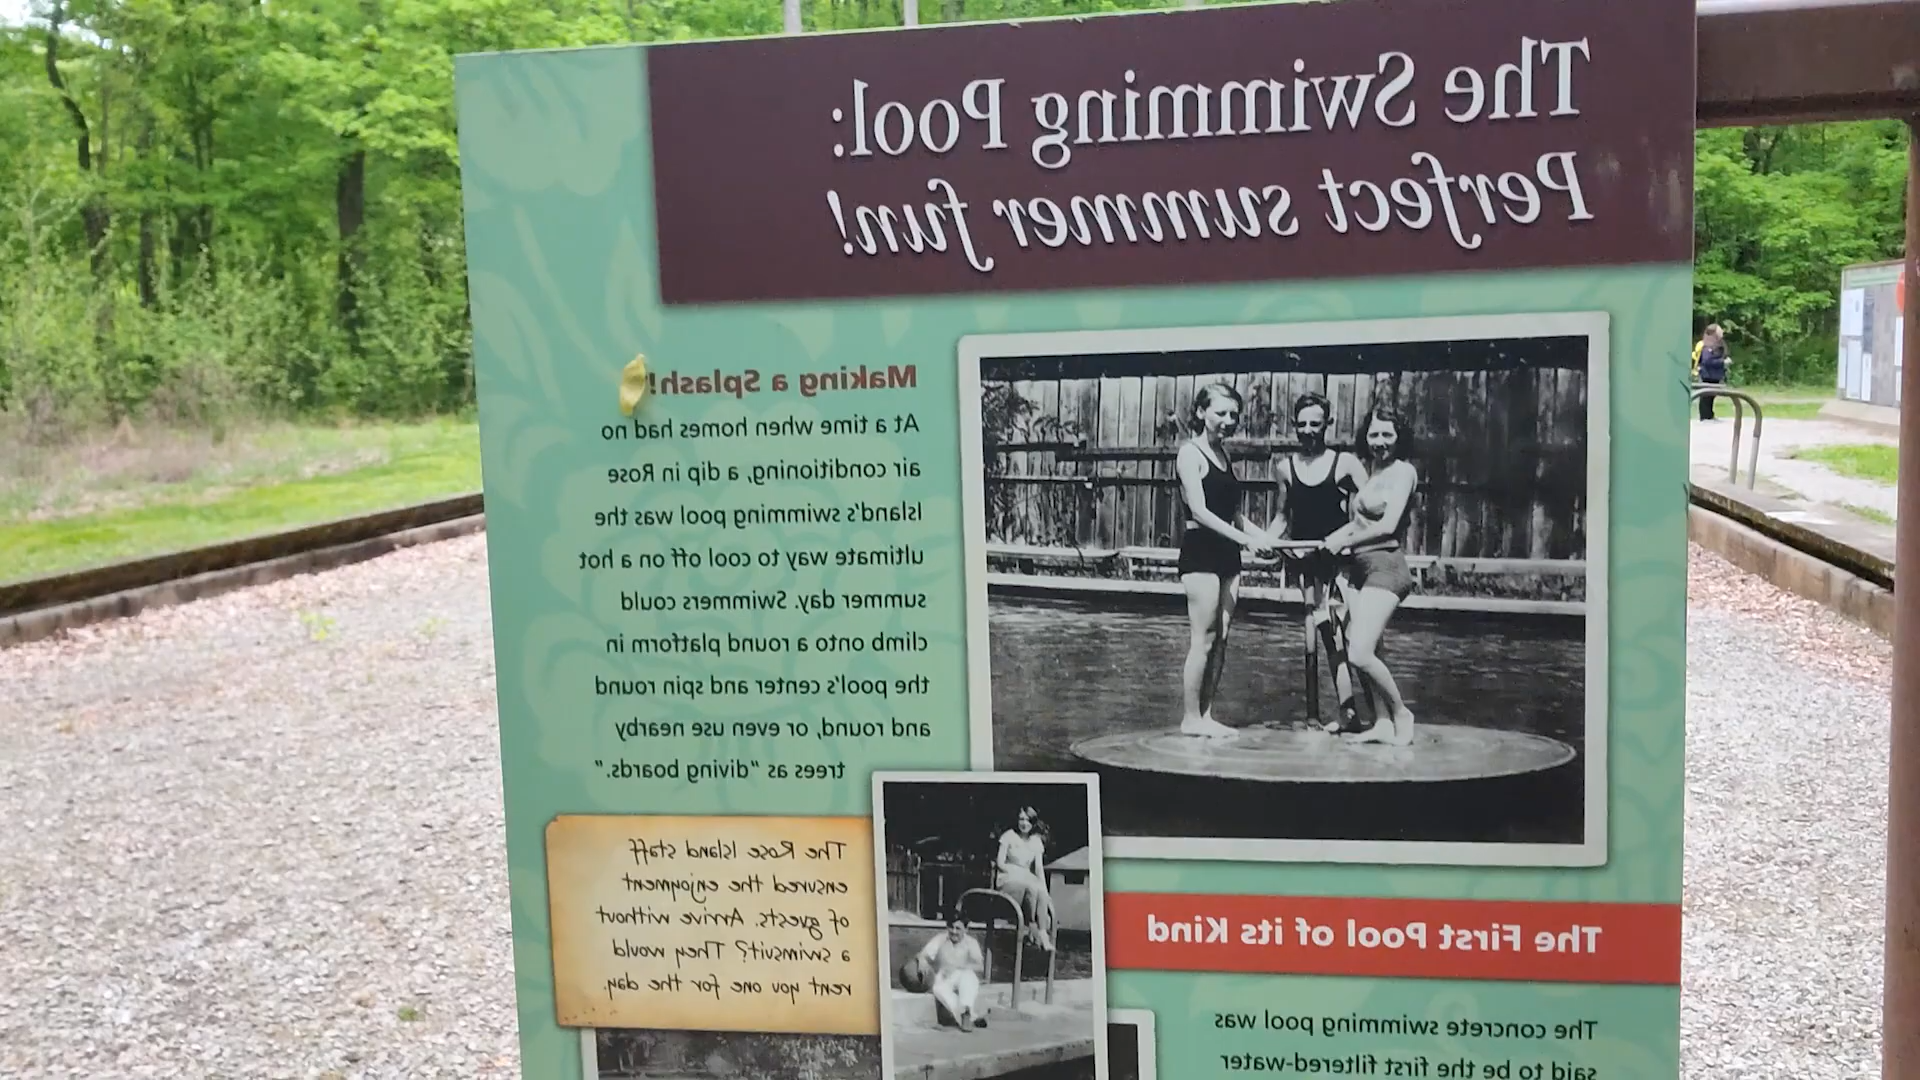 The Swimming Pool:
Perfect summer fun!
Making a Splash!
At a time when homes had no
air conditioning, a dip in Rose
Island's swimming pool was the
ultimate way to cool off on a hot
summer day. Swimmers could
climb onto a round platform in
the pool's center and spin round
and round, or even use nearby
trees as "diving boards."
The Rose Island staff
ensured the enjoyment
of guests. Arrive without
a swimsuit? They would
rent you one for the day.
The First Pool of its Kind
The concrete swimming pool was
said to be the first filtered-water